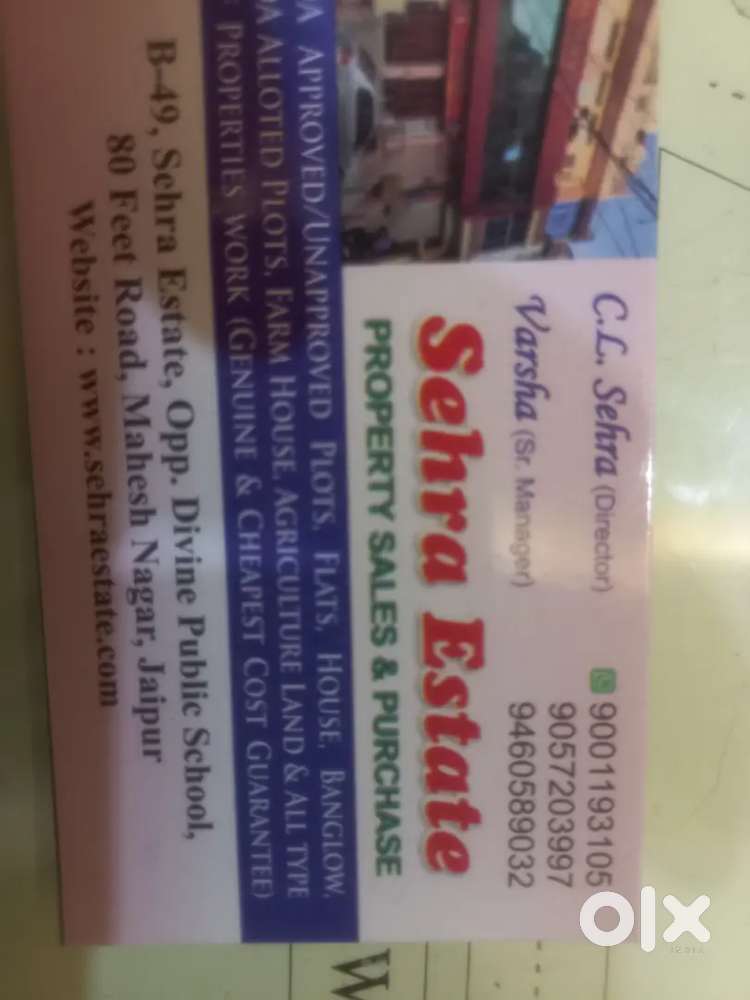 C.L. Sehra (Director) 9001193105
9057203997
Varsha (Sr. Manager) 9460589032
Sehra Estate
PROPERTY SALES & PURCHASE
APPROVED/UNAPPROVED PLOTS, FLATS, HOUSE, BANGLOW,
ALLOTED PLOTS, FARM HOUSE, AGRICULTURE LAND & ALL TYPE
PROPERTIES WORK (GENUINE & CHEAPEST COST GUARANTEE)
B-49, Sehra Estate, Opp. Divine Public School,
80 Feet Road, Mahesh Nagar, Jaipur
Website : www.sehraestate.com
W
olx